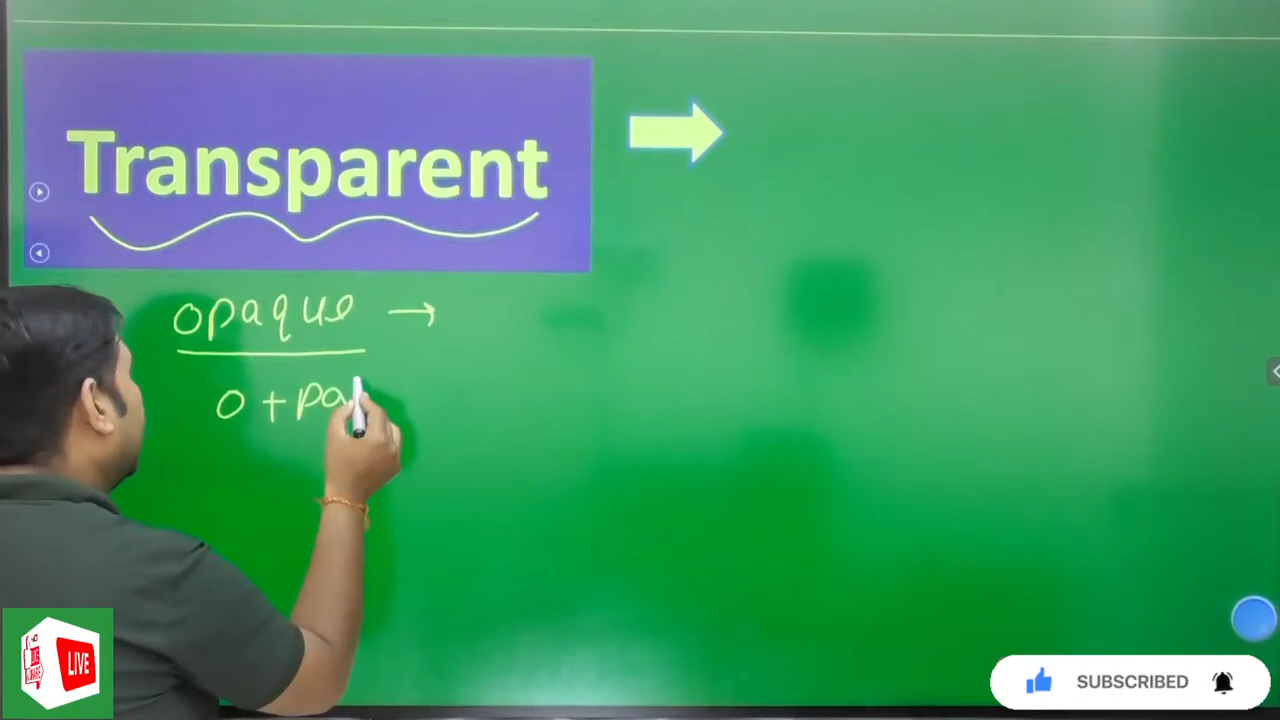 Transparent
opaque →
o + pa
LIVE
SUBSCRIBED